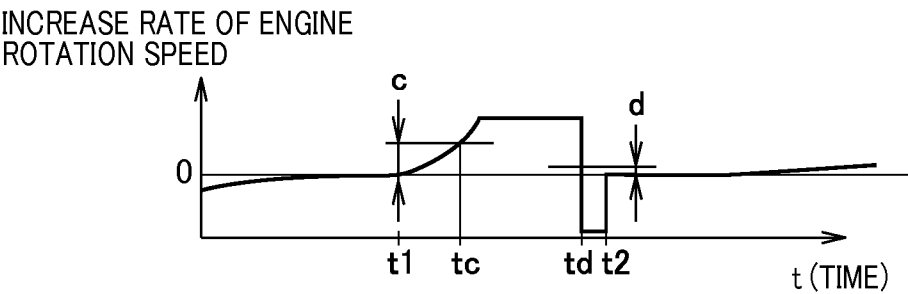 INCREASE RATE OF ENGINE
ROTATION SPEED
c
d
0
t1 tc td t2
t (TIME)